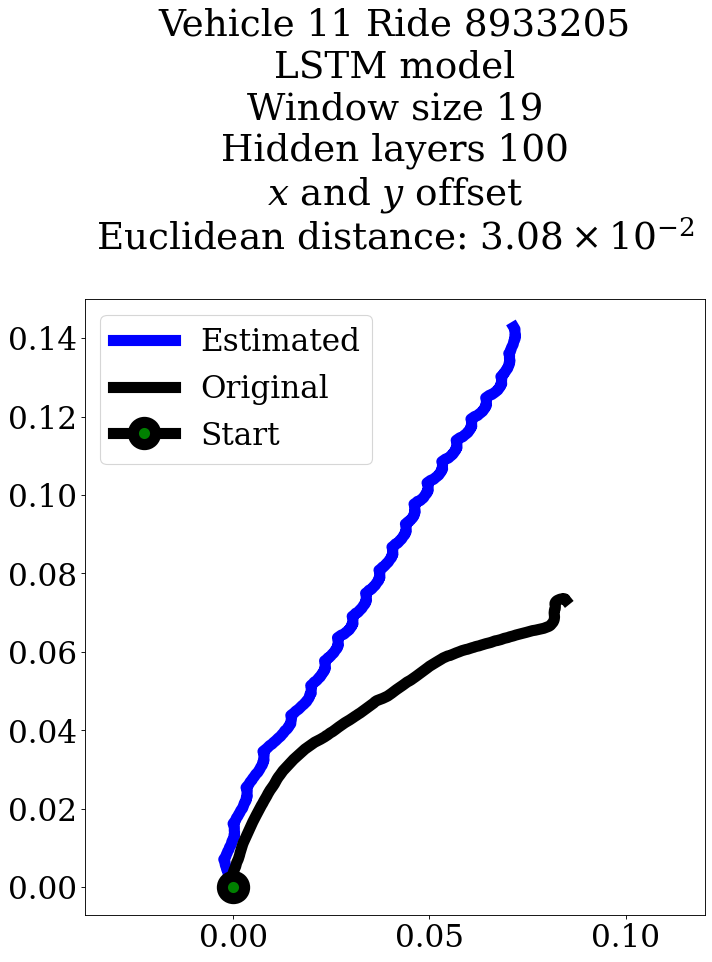 Vehicle 11 Ride 8933205
LSTM model
Window size 19
Hidden layers 100
x and y offset
Euclidean distance: 3.08 × 10⁻²
Estimated
Original
Start
0.14
0.12
0.10
0.08
0.06
0.04
0.02
0.00
0.00 0.05 0.10